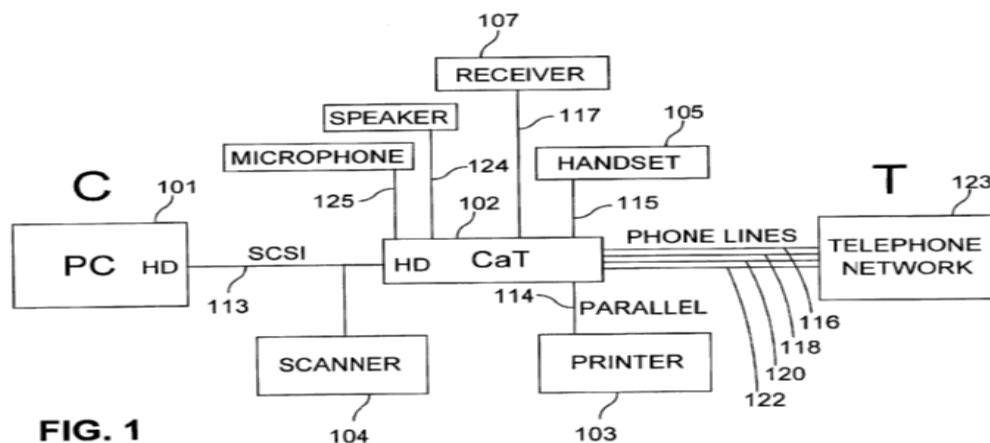 107
RECEIVER
SPEAKER
117
105
MICROPHONE
124
HANDSET
C
101
125
102
115
T
123
PC HD
SCSI
HD CaT
PHONE LINES
TELEPHONE
NETWORK
113
114
PARALLEL
116
118
120
122
SCANNER
PRINTER
FIG. 1
104
103